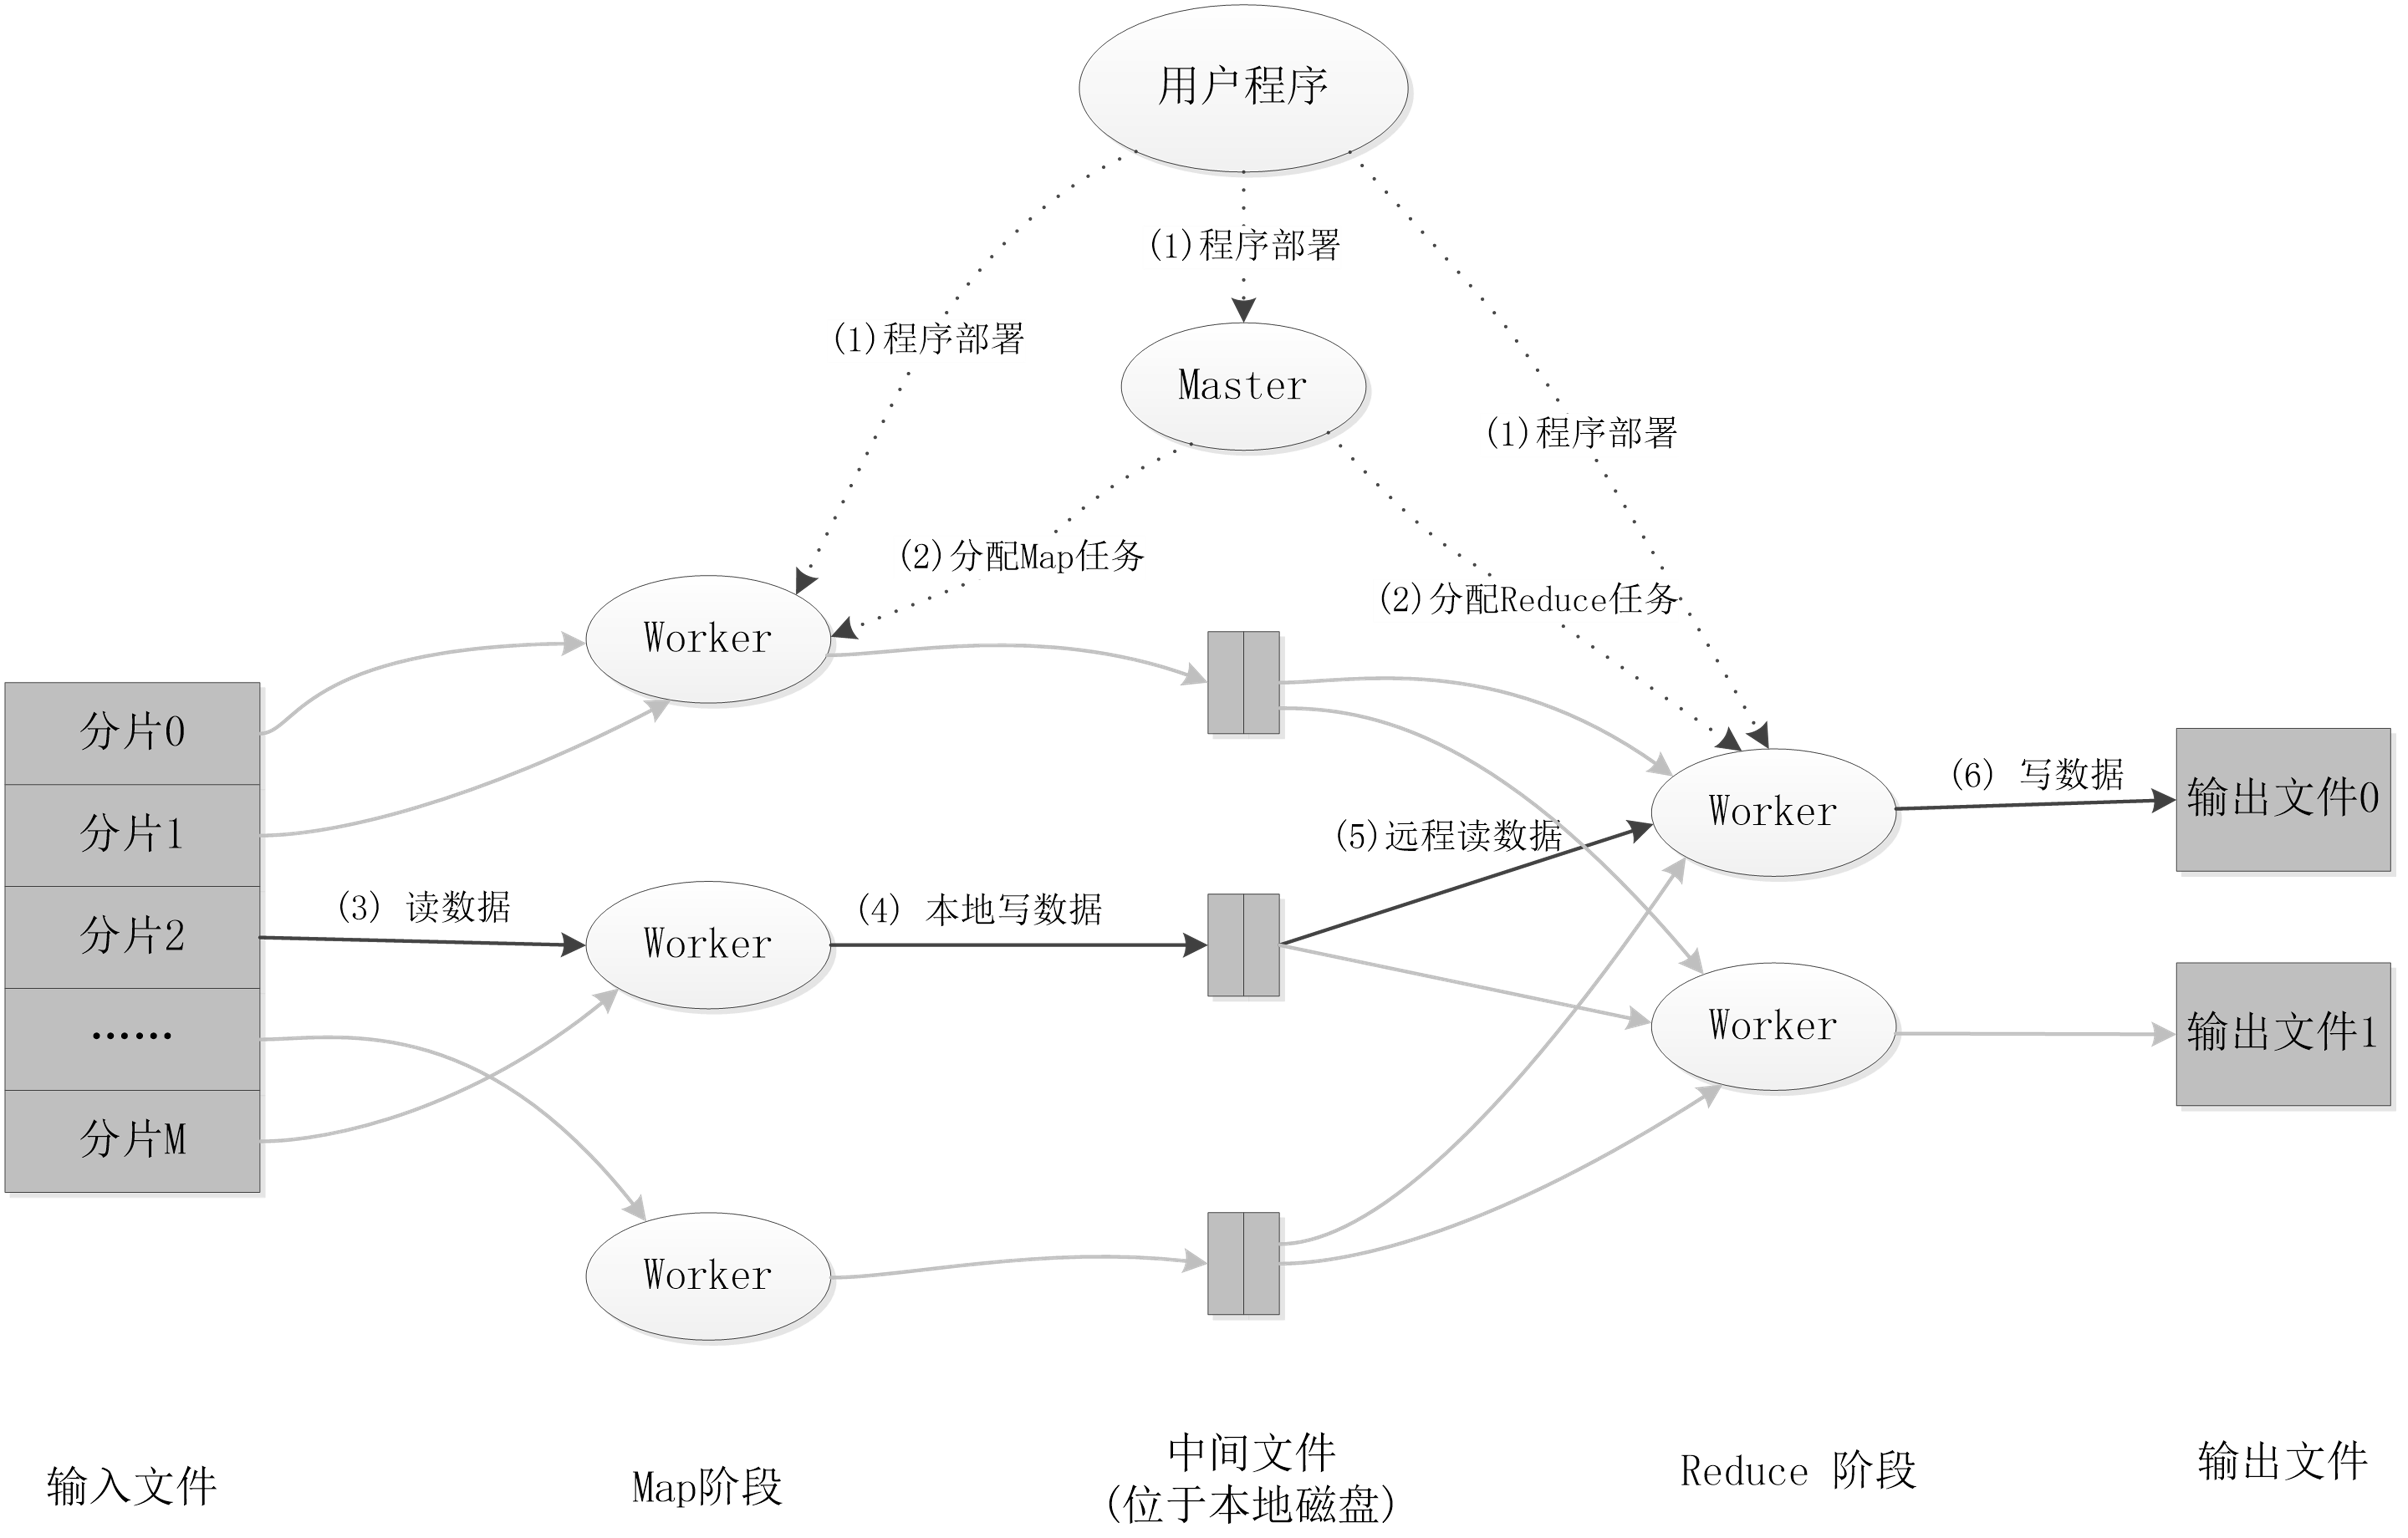 用户程序
(1)程序部署
(1)程序部署
Master
(1)程序部署
(2)分配Map任务
(2)分配Reduce任务
Worker
分片0
分片1
分片2
……
分片M
(3) 读数据
Worker
(4) 本地写数据
(5)远程读数据
Worker
(6) 写数据
输出文件0
Worker
输出文件1
Worker
输入文件
Map阶段
中间文件
(位于本地磁盘)
Reduce 阶段
输出文件